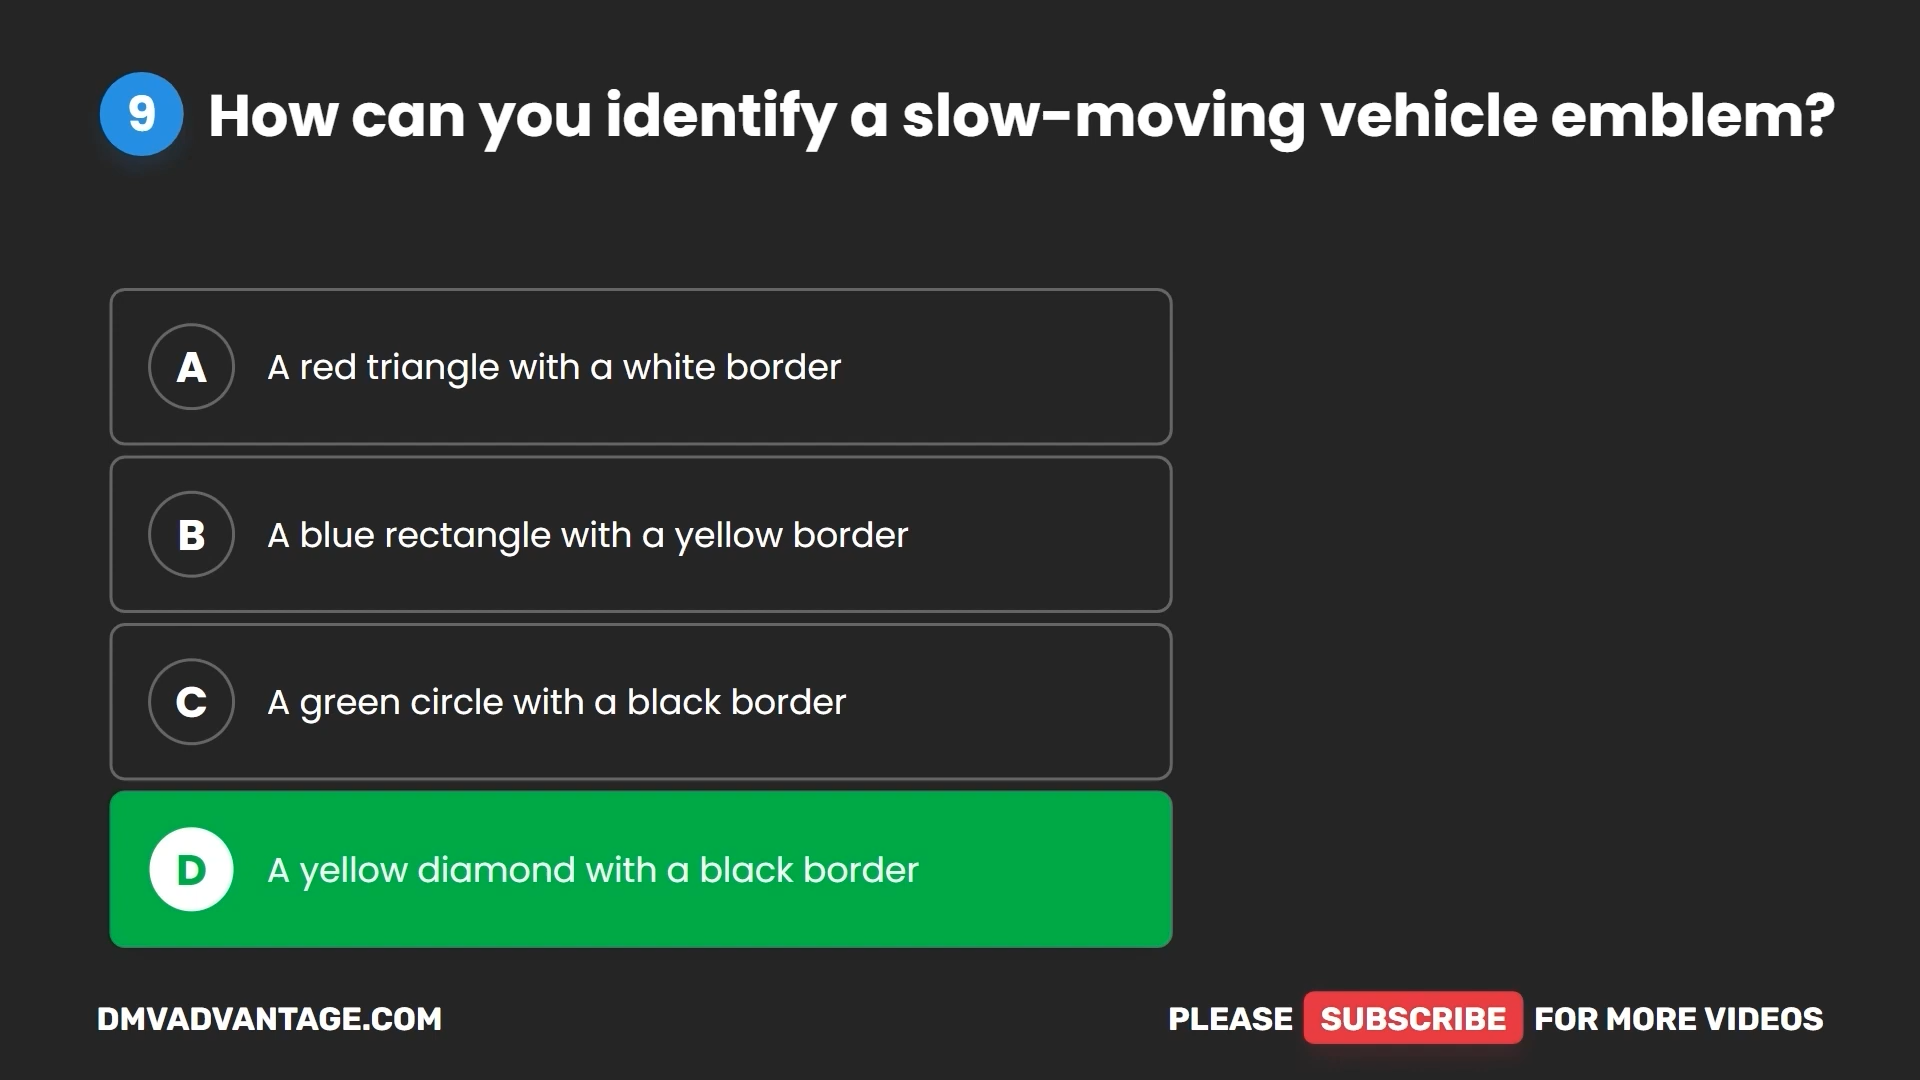 9 How can you identify a slow-moving vehicle emblem?
A A red triangle with a white border
B A blue rectangle with a yellow border
C A green circle with a black border
D A yellow diamond with a black border
DMVADVANTAGE.COM
PLEASE SUBSCRIBE FOR MORE VIDEOS